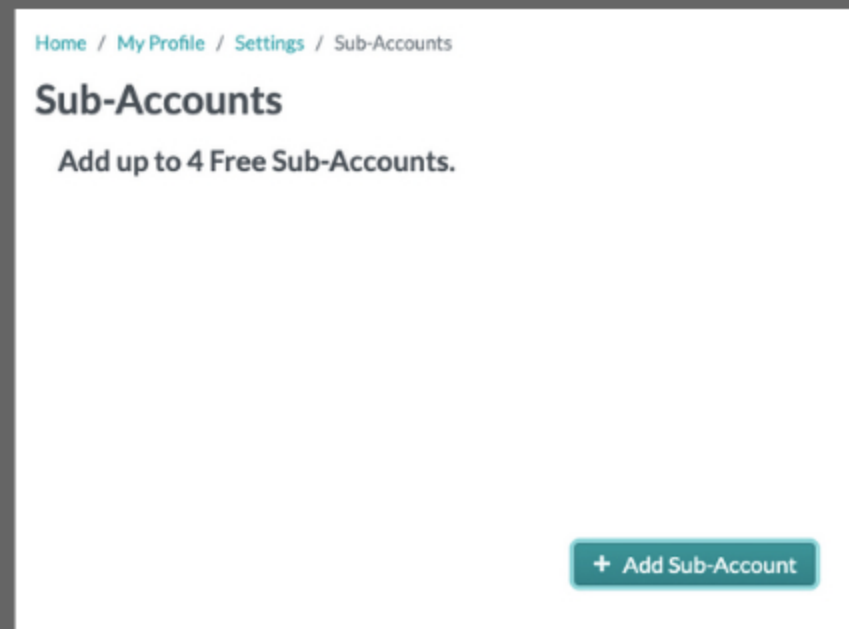 Home / My Profile / Settings / Sub-Accounts
Sub-Accounts
Add up to 4 Free Sub-Accounts.
+ Add Sub-Account